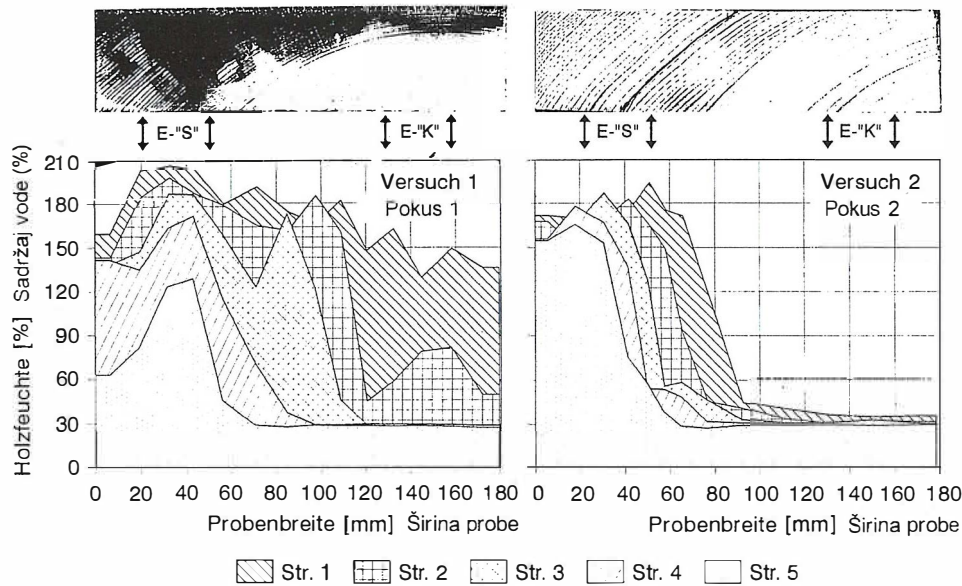 E-"S" E-"K" E-"S" E-"K"
Holzfeuchte [%] Sadržaj vode (%)
210
180
150
120
90
60
30
0
Versuch 1
Pokus 1
Versuch 2
Pokus 2
0 20 40 60 80 100 120 140 160 180
0 20 40 60 80 100 120 140 160 180
Probenbreite [mm] Širina probe
Probenbreite [mm] Širina probe
Str. 1 Str. 2 Str. 3 Str. 4 Str. 5